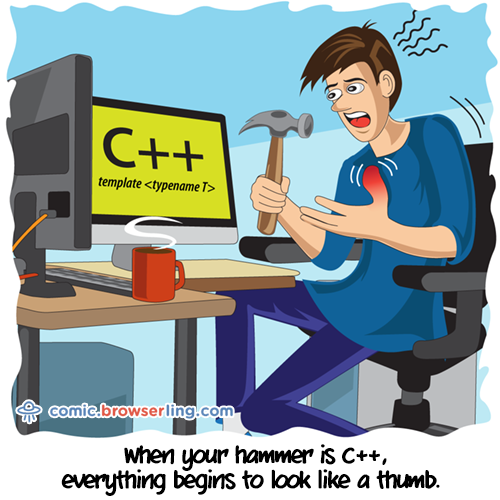 C++
template <typename T>
comic.browserling.com
When your hammer is C++,
everything begins to look like a thumb.